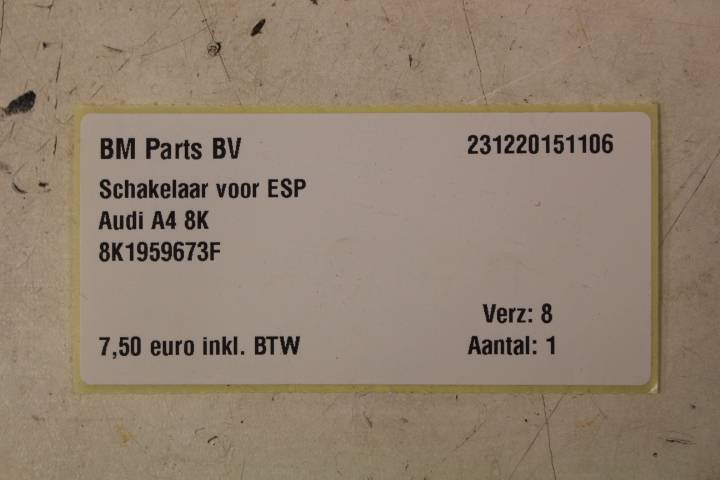 BM Parts BV 231220151106
Schakelaar voor ESP
Audi A4 8K
8K1959673F
Verz: 8
7,50 euro inkl. BTW Aantal: 1